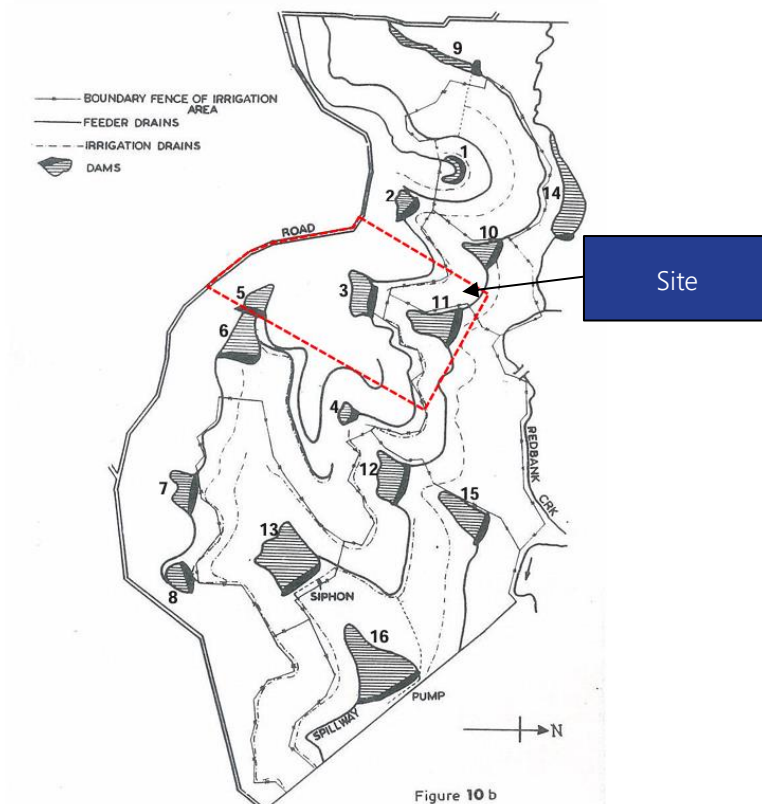 BOUNDARY FENCE OF IRRIGATION
AREA
FEEDER DRAINS
IRRIGATION DRAINS
DAMS
9
1
14
2
ROAD
10
Site
3
5
11
6
4
REDBANK
CRK
12
7
15
13
8
SIPHON
16
PUMP
SPILLWAY
N
Figure 10 b